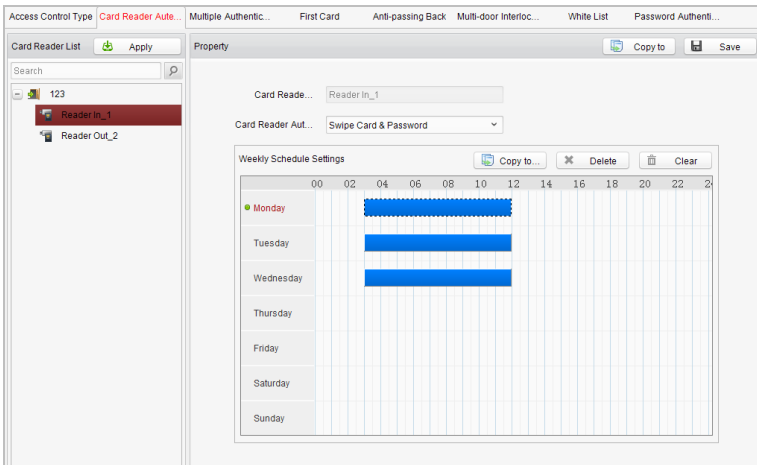 Access Control Type Card Reader Aute... Multiple Authentic... First Card Anti-passing Back Multi-door Interloc... White List Password Authenti...
Card Reader List Apply Property Copy to Save
Search
123
Reader In_1
Reader Out_2
Card Reade... Reader In_1
Card Reader Aut... Swipe Card & Password
Weekly Schedule Settings Copy to... Delete Clear
00 02 04 06 08 10 12 14 16 18 20 22 24
Monday
Tuesday
Wednesday
Thursday
Friday
Saturday
Sunday